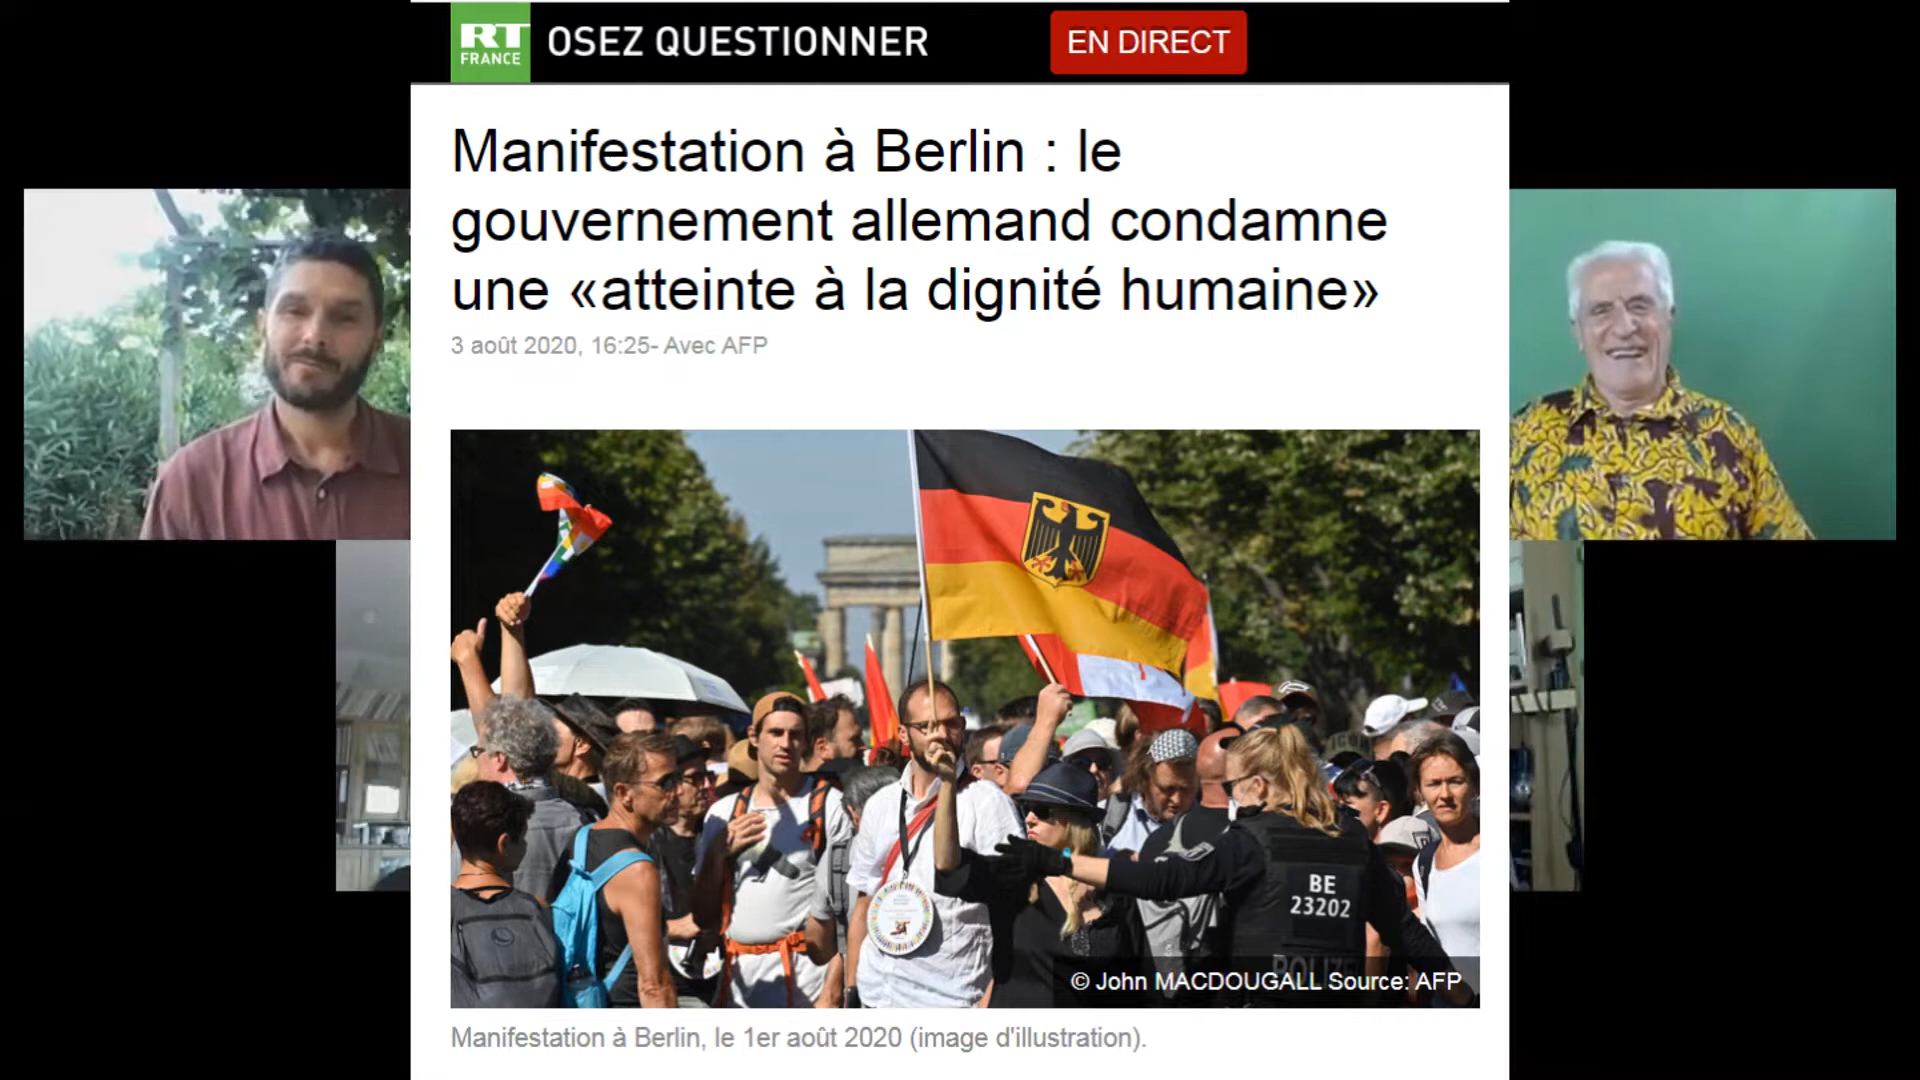 RT
FRANCE
OSEZ QUESTIONNER
EN DIRECT
Manifestation à Berlin : le
gouvernement allemand condamne
une «atteinte à la dignité humaine»
3 août 2020, 16:25- Avec AFP
BE
23202
POLIZEI
© John MACDOUGALL Source: AFP
Manifestation à Berlin, le 1er août 2020 (image d'illustration).